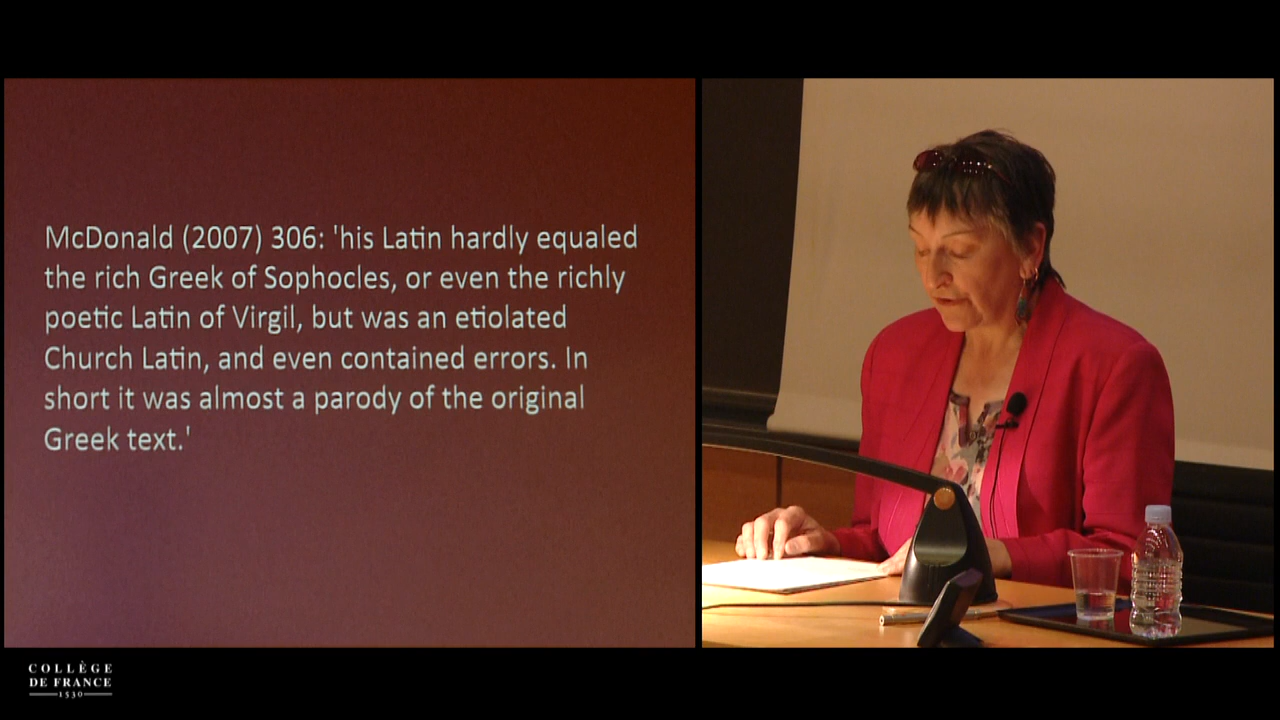 McDonald (2007) 306: 'his Latin hardly equaled
the rich Greek of Sophocles, or even the richly
poetic Latin of Virgil, but was an etiolated
Church Latin, and even contained errors. In
short it was almost a parody of the original
Greek text.'
COLLÈGE
DE FRANCE
1530